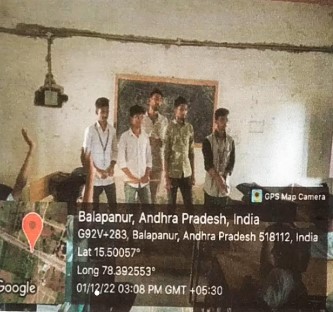 GPS Map Camera
Balapanur, Andhra Pradesh, India
G92V+283, Balapanur, Andhra Pradesh 518112, India
Lat 15.50057°
Long 78.392553°
01/12/22 03:08 PM GMT +05:30
Google